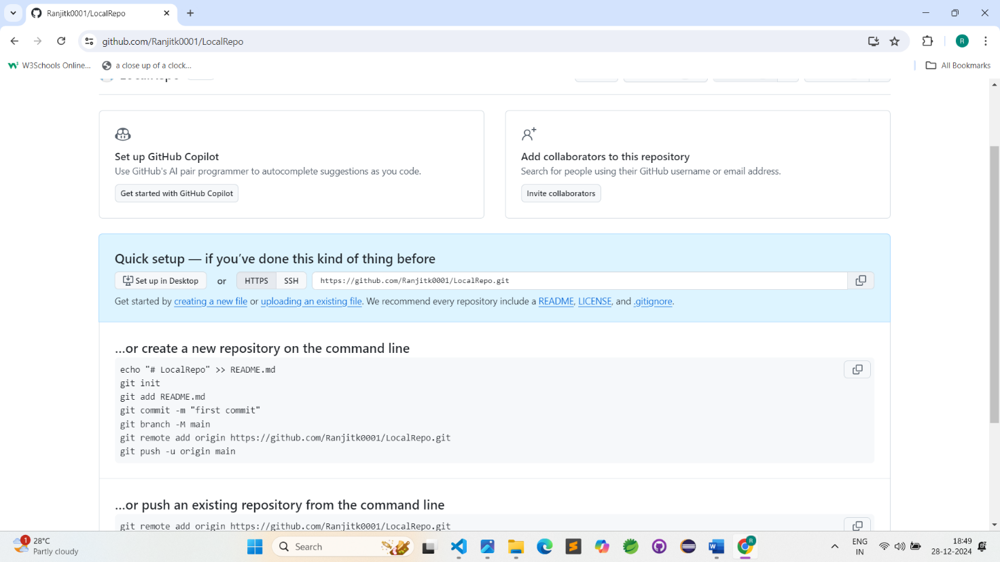 Ranjitk0001/LocalRepo
github.com/Ranjitk0001/LocalRepo
R
W3Schools Online...
a close up of a clock...
All Bookmarks
Set up GitHub Copilot
Use GitHub's AI pair programmer to autocomplete suggestions as you code.
Get started with GitHub Copilot
Add collaborators to this repository
Search for people using their GitHub username or email address.
Invite collaborators
Quick setup — if you've done this kind of thing before
Set up in Desktop or HTTPS SSH https://github.com/Ranjitk0001/LocalRepo.git
Get started by creating a new file or uploading an existing file. We recommend every repository include a README, LICENSE, and .gitignore.
...or create a new repository on the command line
echo "# LocalRepo" >> README.md
git init
git add README.md
git commit -m "first commit"
git branch -M main
git remote add origin https://github.com/Ranjitk0001/LocalRepo.git
git push -u origin main
...or push an existing repository from the command line
git remote add origin https://github.com/Ranjitk0001/LocalRepo.git
1
28°C
Partly cloudy
Search
R
ENG
IN
18:49
28-12-2024